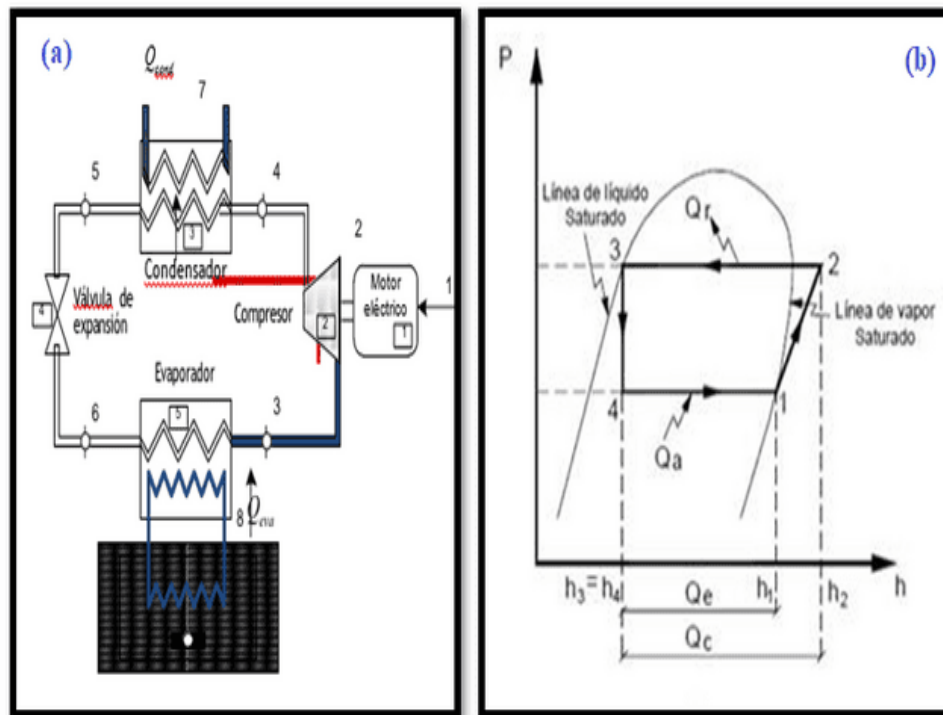 (a)
Qcond
7
5
4
3
Condensador
2
Válvula de
expansión
4
Compresor
2
Motor
eléctrico
1
1
Evaporador
5
6
3
8
Qeva
(b)
P
Línea de líquido
Saturado
Qr
3
2
Línea de vapor
Saturado
4
1
Qa
h3=h4
Qe
h1
h2
h
Qc